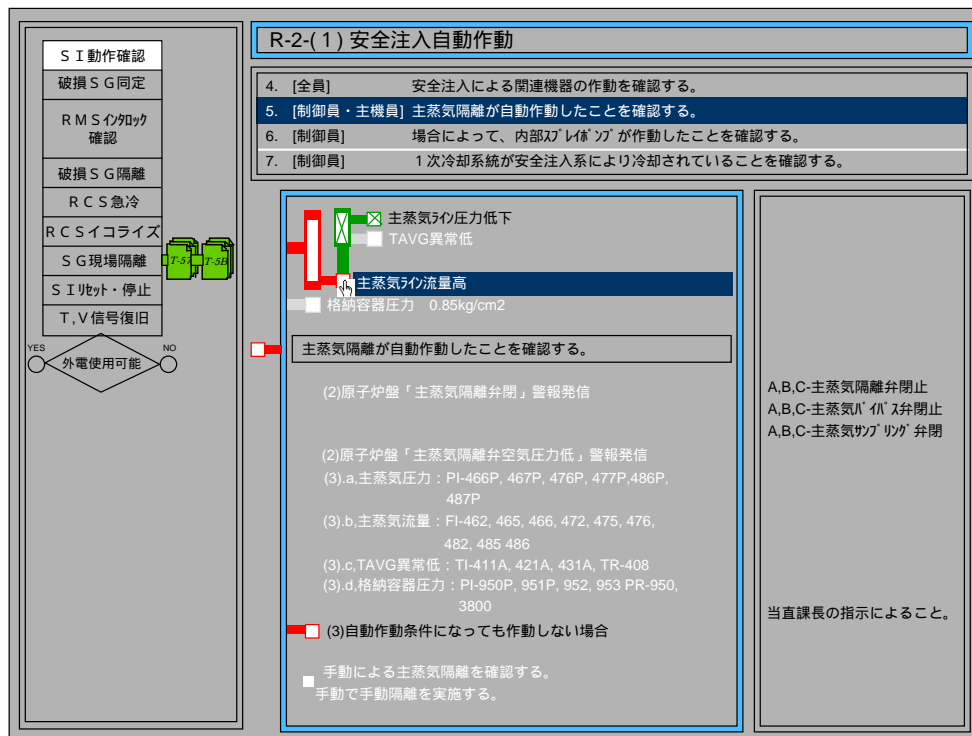 R-2-(1)安全注入自動作動
ＳＩ動作確認
破損ＳＧ同定
ＲＭＳｲﾝﾀﾛｯｸ
確認
破損ＳＧ隔離
ＲＣＳ急冷
ＲＣＳイコライズ
ＳＧ現場隔離
T-57
T-5B
ＳＩﾘｾｯﾄ・停止
Ｔ,Ｖ信号復旧
YES
NO
外電使用可能
4. [全員] 安全注入による関連機器の作動を確認する。
5. [制御員・主機員] 主蒸気隔離が自動作動したことを確認する。
6. [制御員] 場合によって、内部ｽﾌﾟﾚｲﾎﾟﾝﾌﾟが作動したことを確認する。
7. [制御員] １次冷却系統が安全注入系により冷却されていることを確認する。
主蒸気ﾗｲﾝ圧力低下
TAVG異常低
主蒸気ﾗｲﾝ流量高
格納容器圧力 0.85kg/cm2
主蒸気隔離が自動作動したことを確認する。
(2)原子炉盤「主蒸気隔離弁閉」警報発信
(2)原子炉盤「主蒸気隔離弁空気圧力低」警報発信
(3).a,主蒸気圧力：PI-466P, 467P, 476P, 477P,486P,
487P
(3).b,主蒸気流量：FI-462, 465, 466, 472, 475, 476,
482, 485 486
(3).c,TAVG異常低：TI-411A, 421A, 431A, TR-408
(3).d,格納容器圧力：PI-950P, 951P, 952, 953 PR-950,
3800
(3)自動作動条件になっても作動しない場合
手動による主蒸気隔離を確認する。
手動で手動隔離を実施する。
A,B,C-主蒸気隔離弁閉止
A,B,C-主蒸気ﾊﾞｲﾊﾟｽ弁閉止
A,B,C-主蒸気ｻﾝﾌﾟﾘﾝｸﾞ弁閉
当直課長の指示によること。